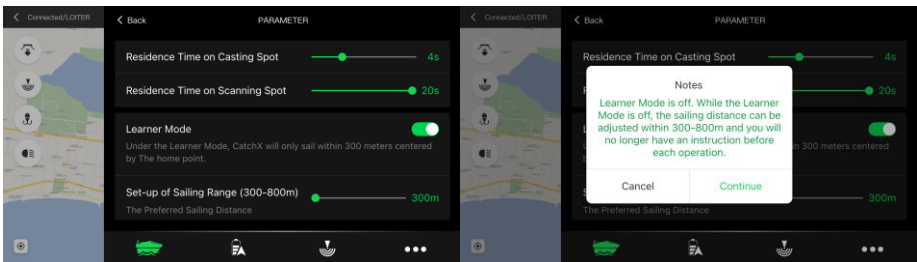 Connected/LOITER
Back
PARAMETER
Residence Time on Casting Spot
4s
Residence Time on Scanning Spot
20s
Learner Mode
Under the Learner Mode, CatchX will only sail within 300 meters centered
by The home point.
Set-up of Sailing Range (300-800m)
300m
The Preferred Sailing Distance
Connected/LOITER
Back
PARAMETER
Residence Time on Casting Spot
4s
20s
Notes
Learner Mode is off. While the Learner
Mode is off, the sailing distance can be
adjusted within 300-800m and you will
no longer have an instruction before
each operation.
in 300 meters centered
Cancel
Continue
300m
The Preferred Sailing Distance